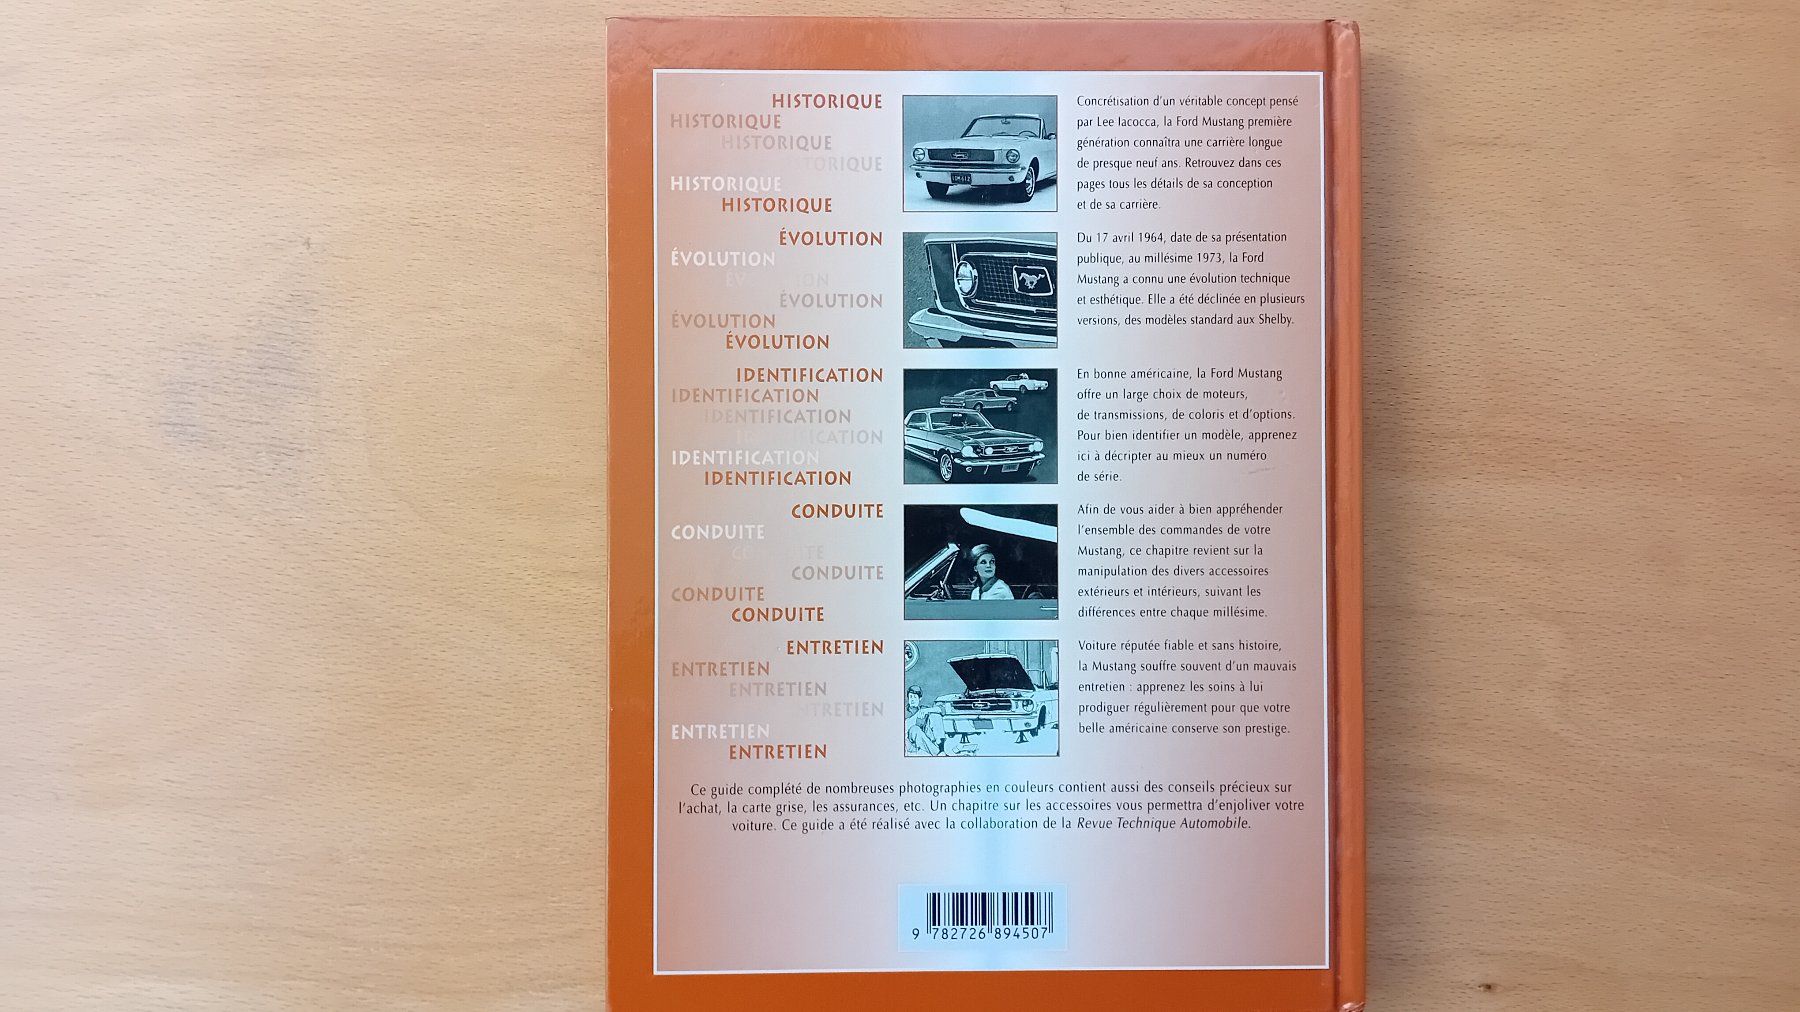 HISTORIQUE
HISTORIQUE
HISTORIQUE
HISTORIQUE
HISTORIQUE
HISTORIQUE
Concrétisation d'un véritable concept pensé
par Lee Iacocca, la Ford Mustang première
génération connaîtra une carrière longue
de presque neuf ans. Retrouvez dans ces
pages tous les détails de sa conception
et de sa carrière.
ÉVOLUTION
ÉVOLUTION
ÉVOLUTION
ÉVOLUTION
ÉVOLUTION
ÉVOLUTION
Du 17 avril 1964, date de sa présentation
publique, au millésime 1973, la Ford
Mustang a connu une évolution technique
et esthétique. Elle a été déclinée en plusieurs
versions, des modèles standard aux Shelby.
IDENTIFICATION
IDENTIFICATION
IDENTIFICATION
IDENTIFICATION
IDENTIFICATION
IDENTIFICATION
En bonne américaine, la Ford Mustang
offre un large choix de moteurs,
de transmissions, de coloris et d'options.
Pour bien identifier un modèle, apprenez
ici à décripter au mieux un numéro
de série.
CONDUITE
CONDUITE
CONDUITE
CONDUITE
CONDUITE
CONDUITE
Afin de vous aider à bien appréhender
l'ensemble des commandes de votre
Mustang, ce chapitre revient sur la
manipulation des divers accessoires
extérieurs et intérieurs, suivant les
différences entre chaque millésime.
ENTRETIEN
ENTRETIEN
ENTRETIEN
ENTRETIEN
ENTRETIEN
ENTRETIEN
Voiture réputée fiable et sans histoire,
la Mustang souffre souvent d'un mauvais
entretien : apprenez les soins à lui
prodiguer régulièrement pour que votre
belle américaine conserve son prestige.
Ce guide complété de nombreuses photographies en couleurs contient aussi des conseils précieux sur
l'achat, la carte grise, les assurances, etc. Un chapitre sur les accessoires vous permettra d'enjoliver votre
voiture. Ce guide a été réalisé avec la collaboration de la Revue Technique Automobile.
9 782726 894507